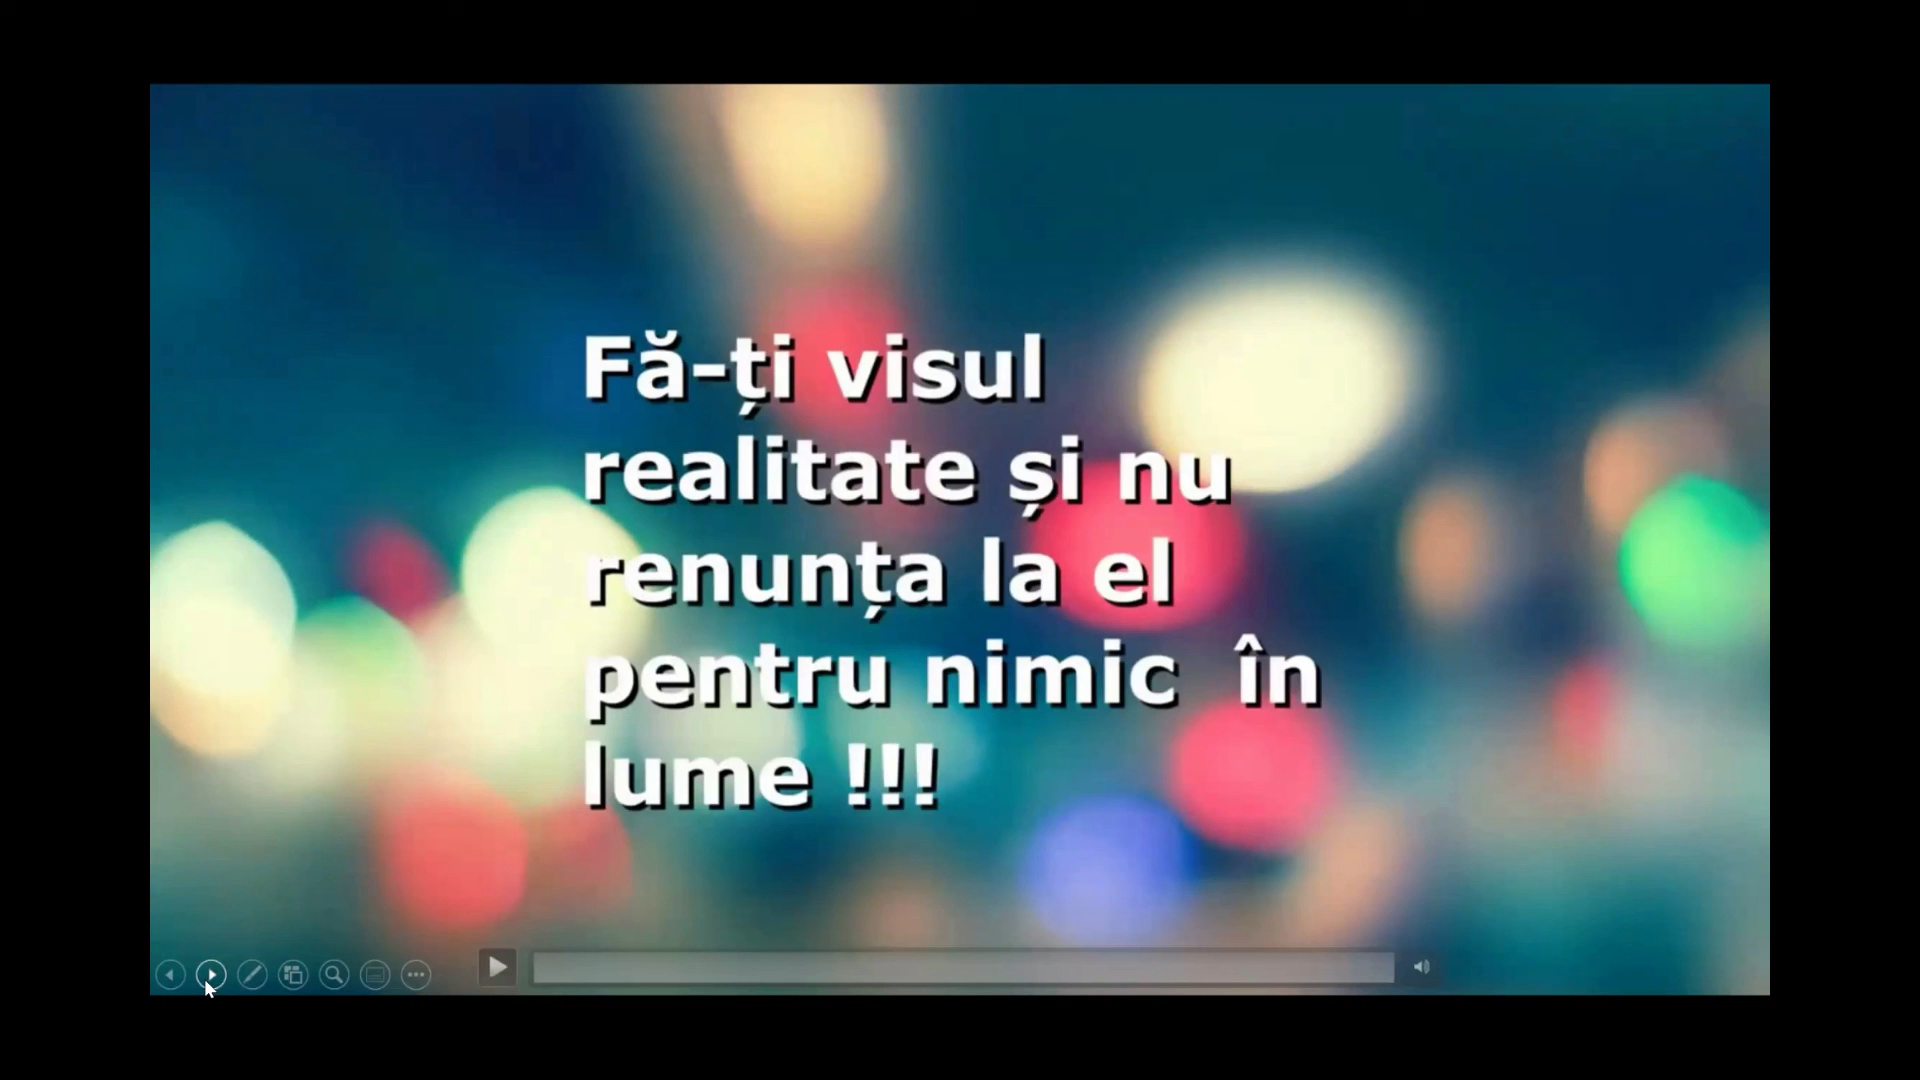 Fă-ți visul
realitate și nu
renunța la el
pentru nimic  în
lume !!!